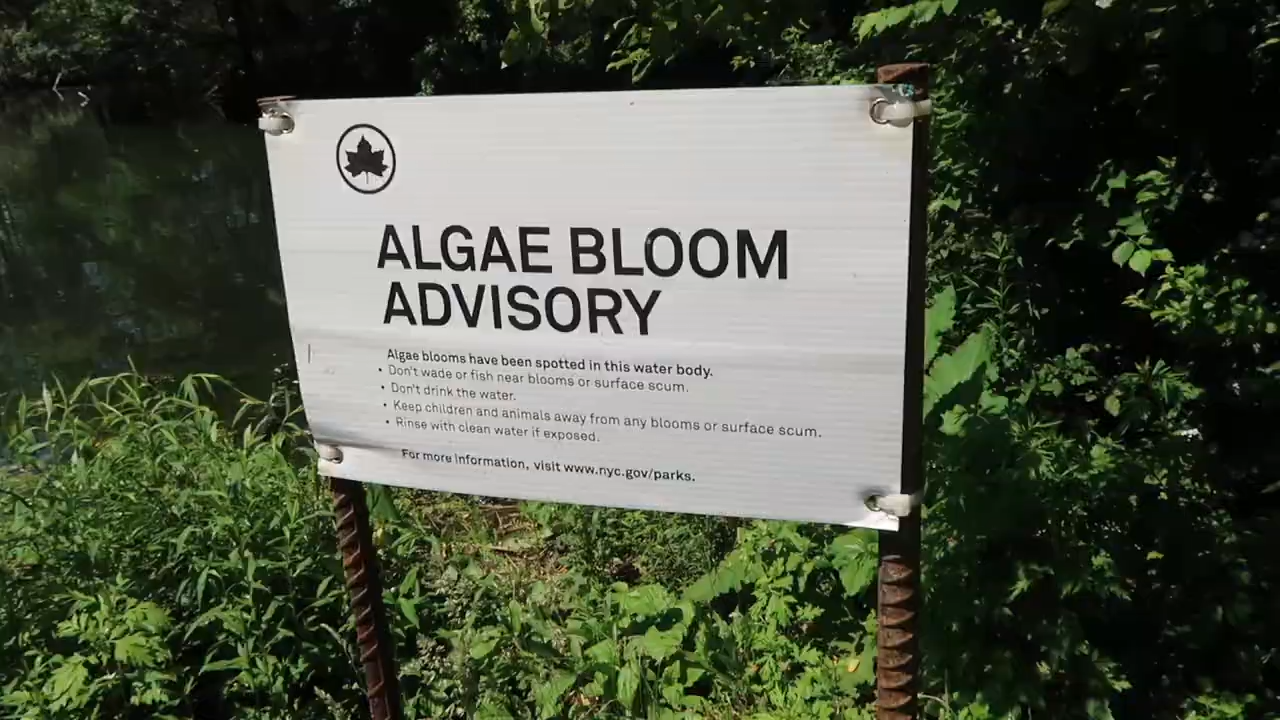 ALGAE BLOOM
ADVISORY
Algae blooms have been spotted in this water body.
• Don't wade or fish near blooms or surface scum.
• Don't drink the water.
• Keep children and animals away from any blooms or surface scum.
• Rinse with clean water if exposed.
For more information, visit www.nyc.gov/parks.